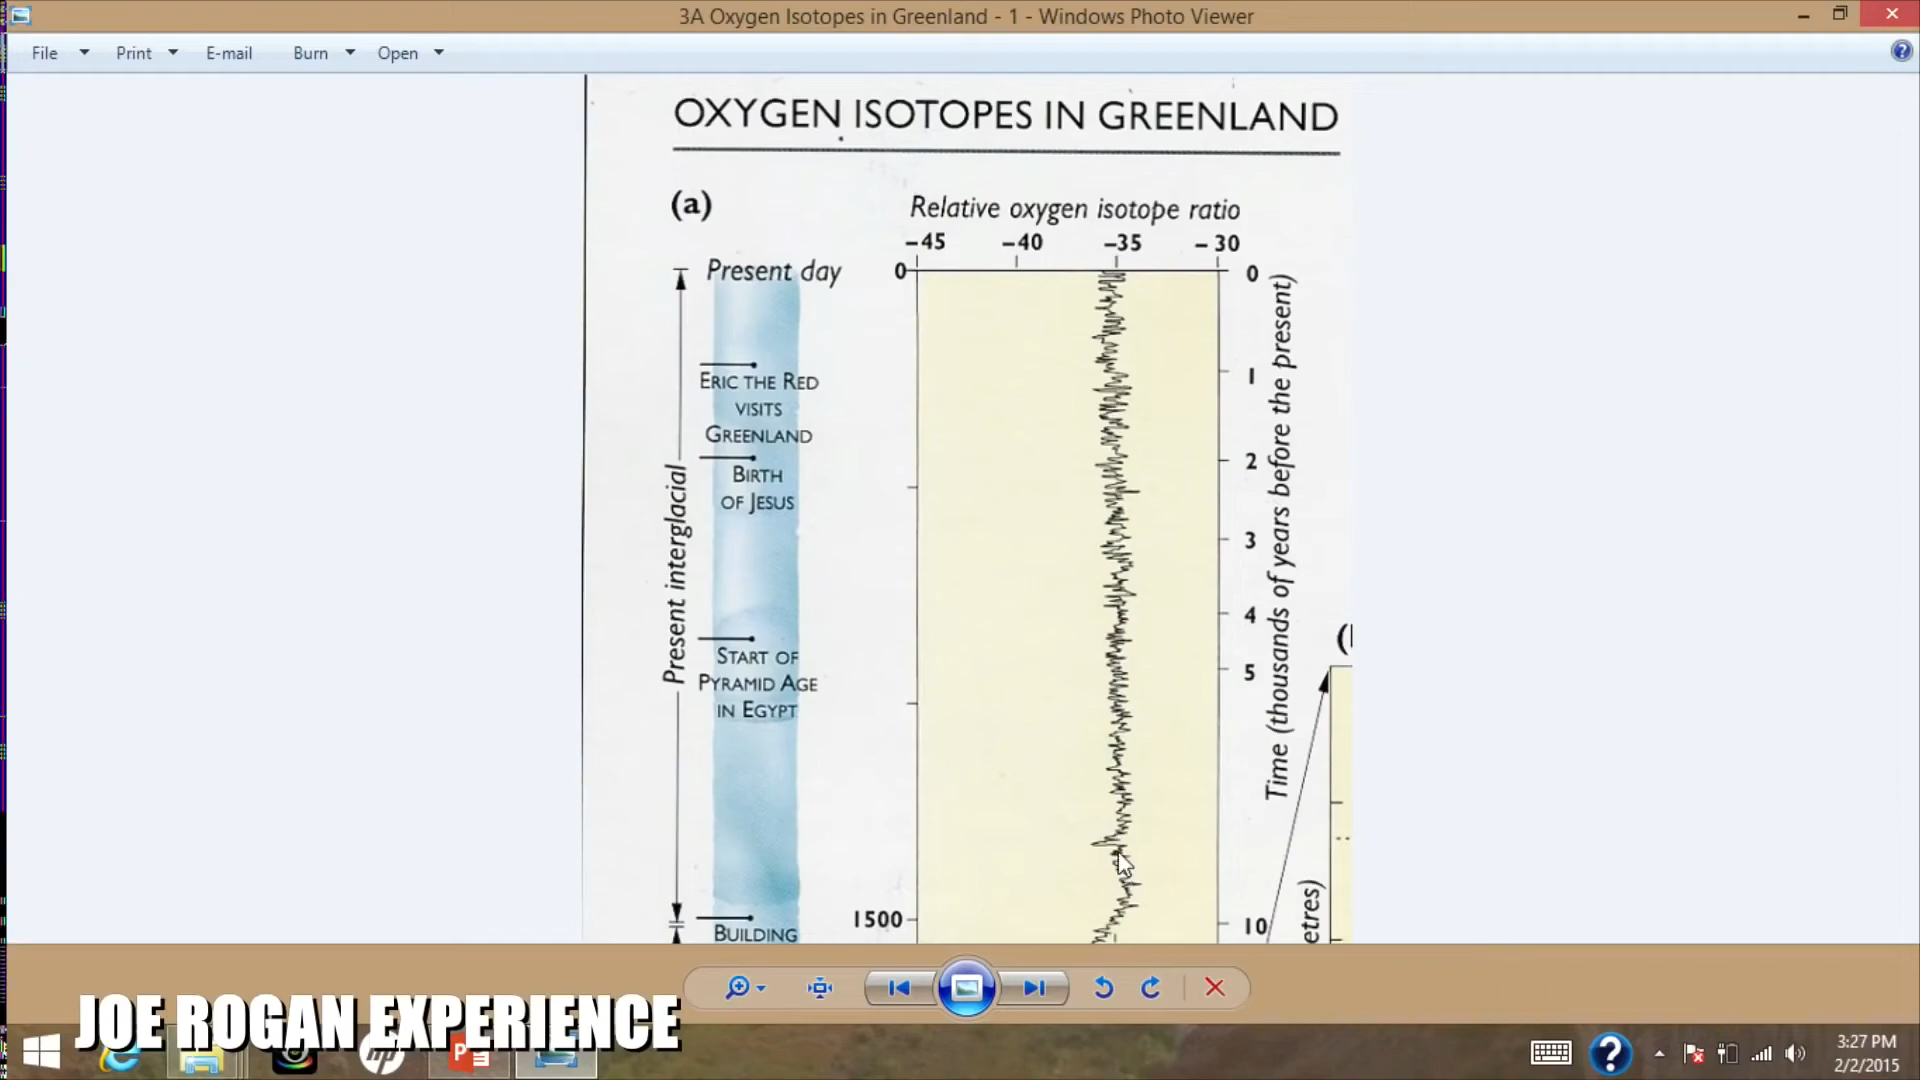 3A Oxygen Isotopes in Greenland - 1 - Windows Photo Viewer
File Print E-mail Burn Open
OXYGEN ISOTOPES IN GREENLAND
(a)
Relative oxygen isotope ratio
-45 -40 -35 -30
Present day
0
0
ERIC THE RED
VISITS
GREENLAND
BIRTH
OF JESUS
START OF
PYRAMID AGE
IN EGYPT
BUILDING
Present interglacial
1500
1
2
3
4
5
10
Time (thousands of years before the present)
etres)
JOE ROGAN EXPERIENCE
hp
3:27 PM
2/2/2015